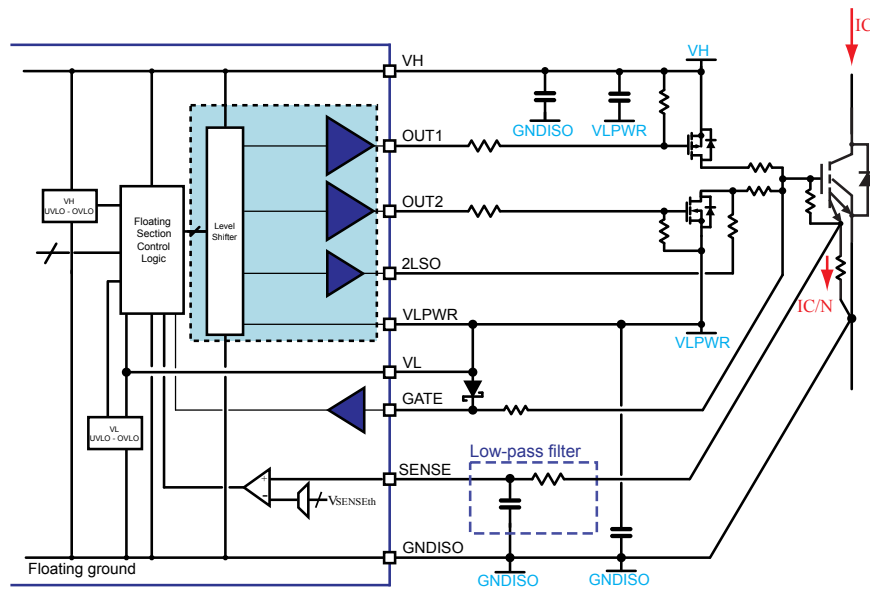 IC
VH
VH
GNDISO
VLPWR
OUT1
VH
UVLO - OVLO
Floating
Section
Control
Logic
Level
Shifter
OUT2
2LSO
IC/N
VLPWR
VLPWR
VL
GATE
VL
UVLO - OVLO
Low-pass filter
SENSE
+
-
VSENSEth
GNDISO
Floating ground
GNDISO
GNDISO